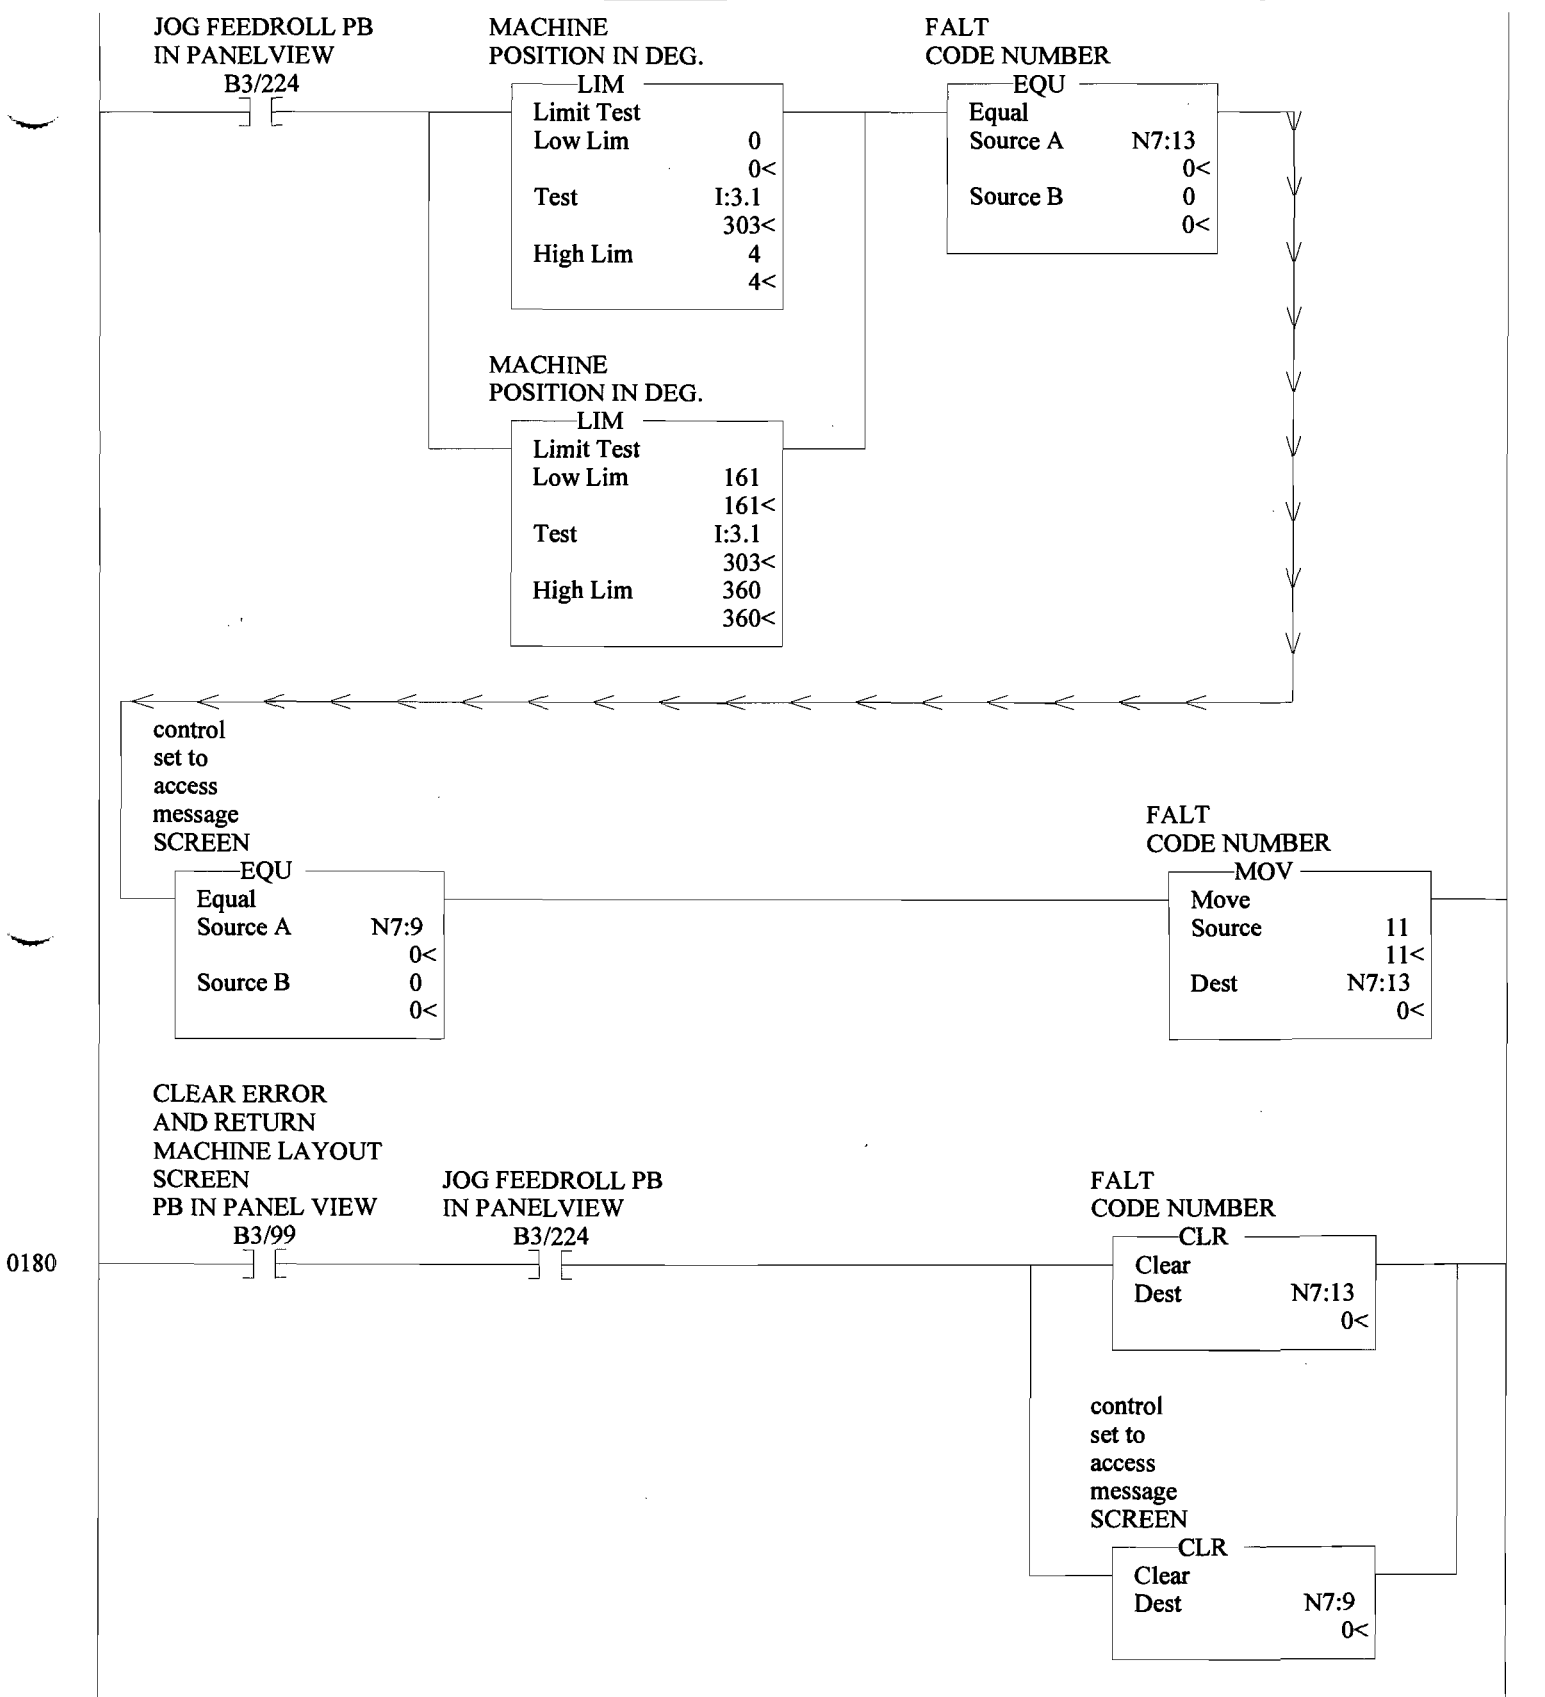 JOG FEEDROLL PB
IN PANELVIEW
B3/224
MACHINE
POSITION IN DEG.
LIM
Limit Test
Low Lim 0
0<
Test I:3.1
303<
High Lim 4
4<
FALT
CODE NUMBER
EQU
Equal
Source A N7:13
0<
Source B 0
0<
MACHINE
POSITION IN DEG.
LIM
Limit Test
Low Lim 161
161<
Test I:3.1
303<
High Lim 360
360<
control
set to
access
message
SCREEN
EQU
Equal
Source A N7:9
0<
Source B 0
0<
FALT
CODE NUMBER
MOV
Move
Source 11
11<
Dest N7:13
0<
0180
CLEAR ERROR
AND RETURN
MACHINE LAYOUT
SCREEN
PB IN PANEL VIEW
B3/99
JOG FEEDROLL PB
IN PANELVIEW
B3/224
FALT
CODE NUMBER
CLR
Clear
Dest N7:13
0<
control
set to
access
message
SCREEN
CLR
Clear
Dest N7:9
0<